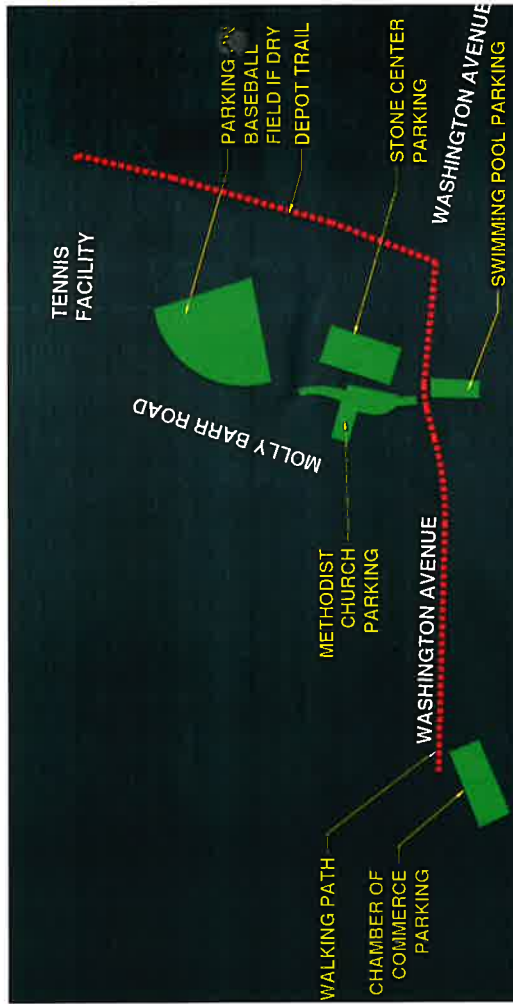 TENNIS
FACILITY
PARKING
BASEBALL
FIELD IF DRY
DEPOT TRAIL
MOLLY BARR ROAD
STONE CENTER
PARKING
WASHINGTON AVENUE
METHODIST
CHURCH
PARKING
WASHINGTON AVENUE
SWIMMING POOL PARKING
WALKING PATH
CHAMBER OF
COMMERCE
PARKING